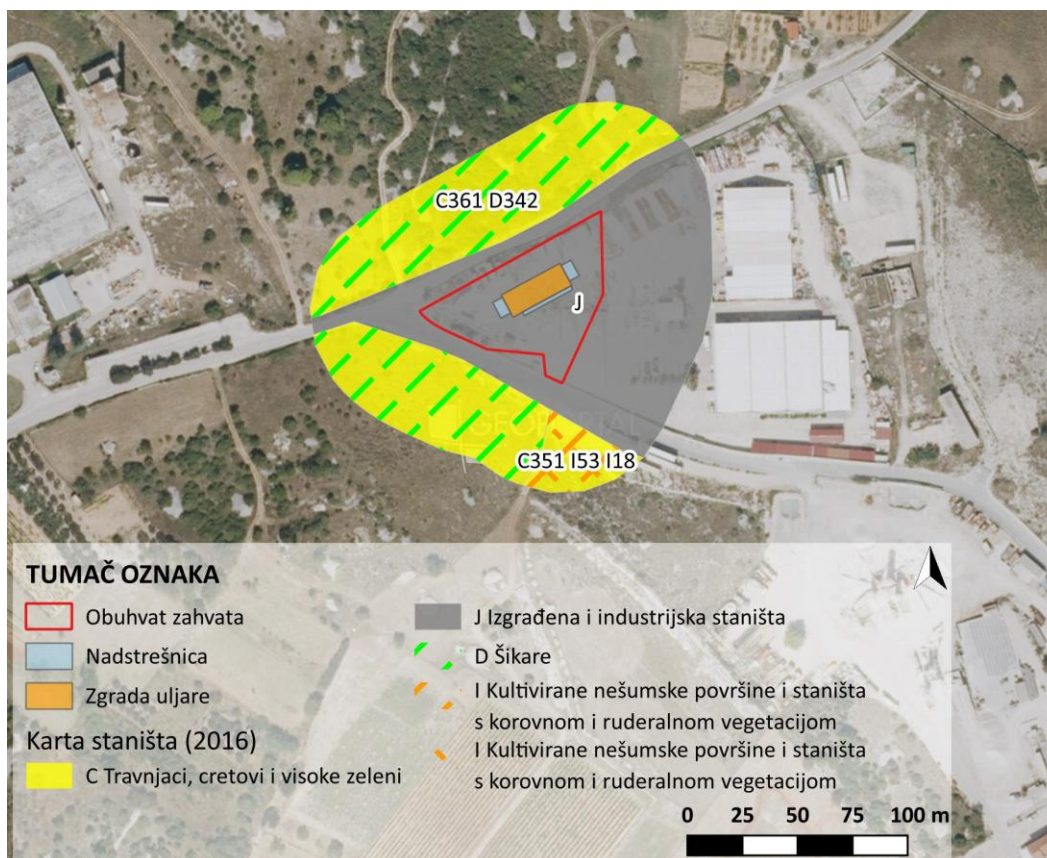 C361 D342
J
GEOPORTAL
C351 I53 I18
TUMAČ OZNAKA
Obuhvat zahvata
Nadstrešnica
Zgrada uljare
Karta staništa (2016)
C Travnjaci, cretovi i visoke zeleni
J Izgrađena i industrijska staništa
D Šikare
I Kultivirane nešumske površine i staništa
s korovnom i ruderalnom vegetacijom
I Kultivirane nešumske površine i staništa
s korovnom i ruderalnom vegetacijom
0 25 50 75 100 m